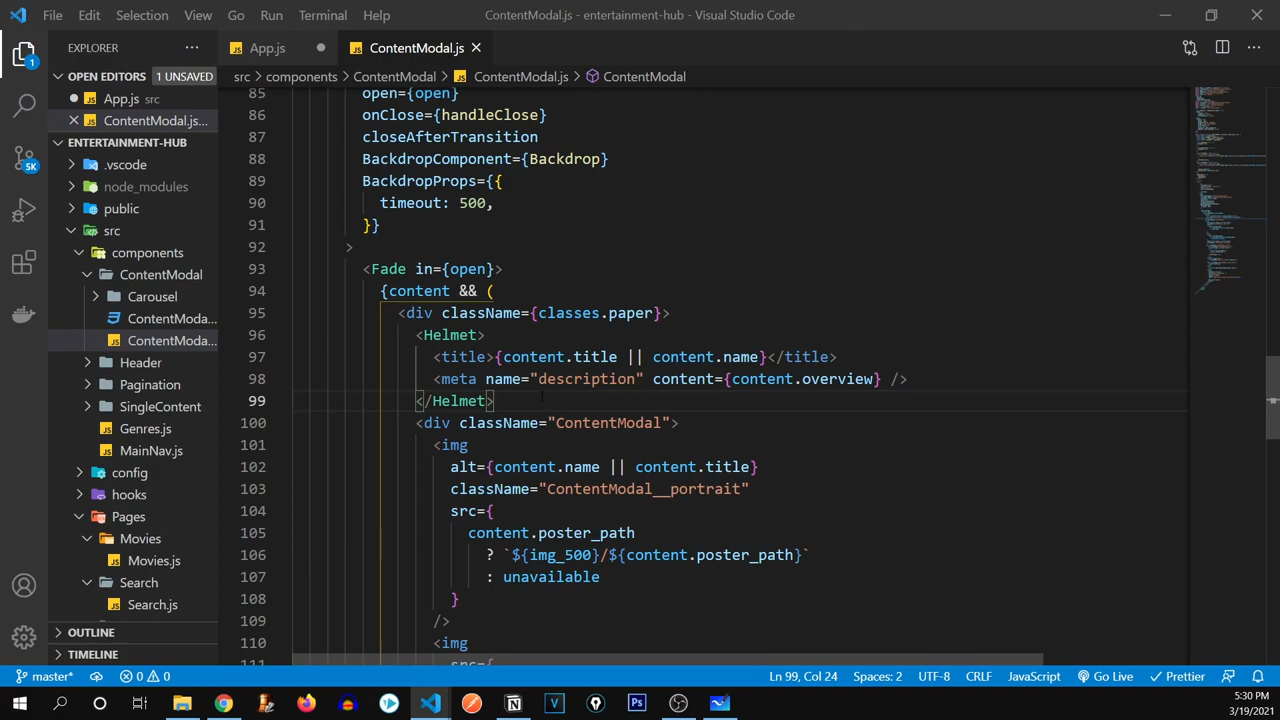 File Edit Selection View Go Run Terminal Help ContentModal.js - entertainment-hub - Visual Studio Code
EXPLORER
App.js
ContentModal.js
OPEN EDITORS 1 UNSAVED
App.js src
ContentModal.js...
ENTERTAINMENT-HUB
.vscode
node_modules
public
src
components
ContentModal
Carousel
ContentModa...
ContentModa...
Header
Pagination
SingleContent
Genres.js
MainNav.js
config
hooks
Pages
Movies
Movies.js
Search
Search.js
OUTLINE
TIMELINE
1
5K
src > components > ContentModal > ContentModal.js > ContentModal
85 open={open}
86 onClose={handleClose}
87 closeAfterTransition
88 BackdropComponent={Backdrop}
89 BackdropProps={{
90 timeout: 500,
91 }}
92 >
93 <Fade in={open}>
94 {content && (
95 <div className={classes.paper}>
96 <Helmet>
97 <title>{content.title || content.name}</title>
98 <meta name="description" content={content.overview} />
99 </Helmet>
100 <div className="ContentModal">
101 <img
102 alt={content.name || content.title}
103 className="ContentModal__portrait"
104 src={
105 content.poster_path
106 ? `${img_500}/${content.poster_path}`
107 : unavailable
108 }
109 />
110 <img
111 src={
master* 0 0 Ln 99, Col 24 Spaces: 2 UTF-8 CRLF JavaScript Go Live Prettier
5:30 PM
3/19/2021